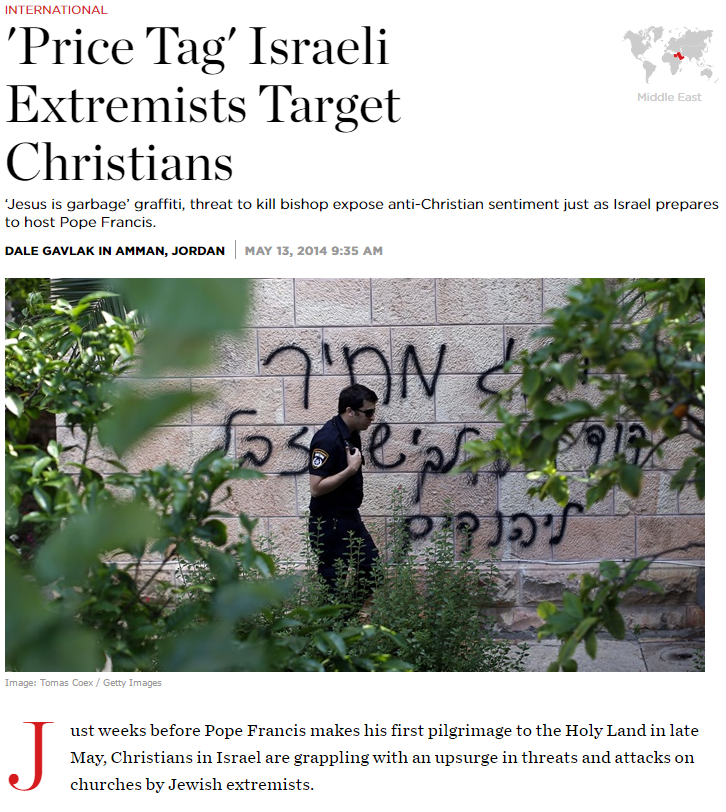 INTERNATIONAL
'Price Tag' Israeli
Extremists Target
Christians
Middle East
‘Jesus is garbage’ graffiti, threat to kill bishop expose anti-Christian sentiment just as Israel prepares
to host Pope Francis.
DALE GAVLAK IN AMMAN, JORDAN
MAY 13, 2014 9:35 AM
מחיר
דוד זבל
ליהודים
Image: Tomas Coex / Getty Images
Just weeks before Pope Francis makes his first pilgrimage to the Holy Land in late
May, Christians in Israel are grappling with an upsurge in threats and attacks on
churches by Jewish extremists.